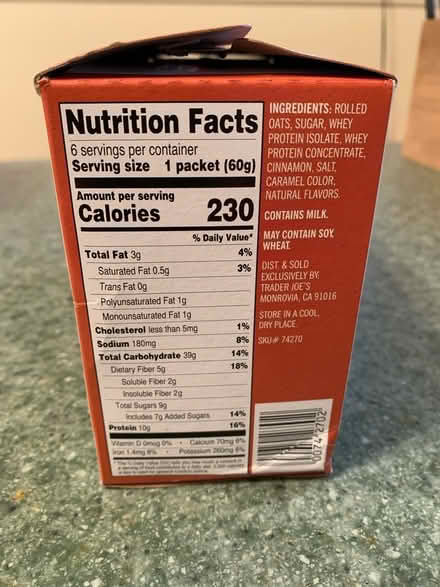 Nutrition Facts
6 servings per container
Serving size 1 packet (60g)
Amount per serving
Calories 230
% Daily Value*
Total Fat 3g 4%
Saturated Fat 0.5g 3%
Trans Fat 0g
Polyunsaturated Fat 1g
Monounsaturated Fat 1g
Cholesterol less than 5mg 1%
Sodium 180mg 8%
Total Carbohydrate 39g 14%
Dietary Fiber 5g 18%
Soluble Fiber 2g
Insoluble Fiber 2g
Total Sugars 9g
Includes 7g Added Sugars 14%
Protein 10g 16%
Vitamin D 0mcg 0% • Calcium 70mg 6%
Iron 1.4mg 8% • Potassium 260mg 6%
INGREDIENTS: ROLLED
OATS, SUGAR, WHEY
PROTEIN ISOLATE, WHEY
PROTEIN CONCENTRATE,
CINNAMON, SALT,
CARAMEL COLOR,
NATURAL FLAVORS.
CONTAINS MILK.
MAY CONTAIN SOY,
WHEAT.
DIST. & SOLD
EXCLUSIVELY BY:
TRADER JOE'S
MONROVIA, CA 91016
STORE IN A COOL,
DRY PLACE.
SKU# 74270
0074 2702